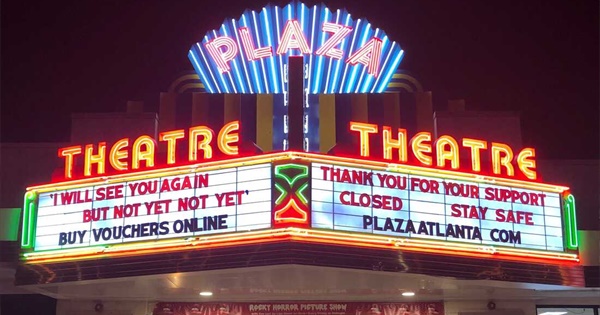 PLAZA
THEATRE
THEATRE
'I WILL SEE YOU AGAIN
BUT NOT YET NOT YET'
BUY VOUCHERS ONLINE
THANK YOU FOR YOUR SUPPORT
CLOSED STAY SAFE
PLAZAATLANTA COM
ROCKY HORROR PICTURE SHOW